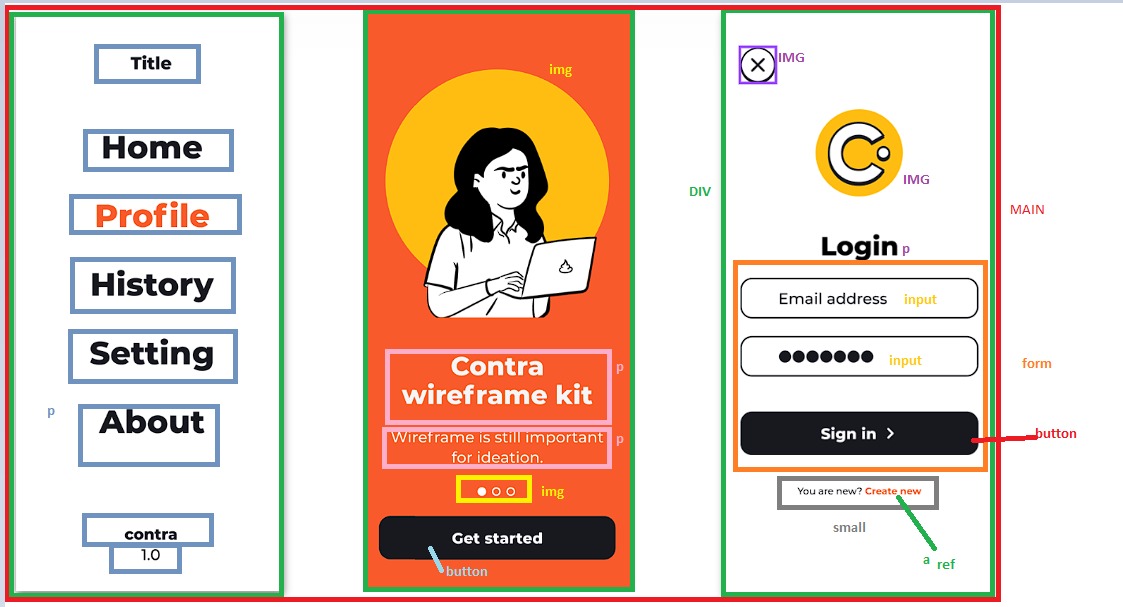 Title
Home
Profile
History
Setting
p
About
contra
1.0
img
Contra
wireframe kit
p
Wireframe is still important
for ideation.
p
img
Get started
button
DIV
IMG
C
IMG
Login p
Email address input
input
Sign in
You are new? Create new
small
a ref
MAIN
form
button